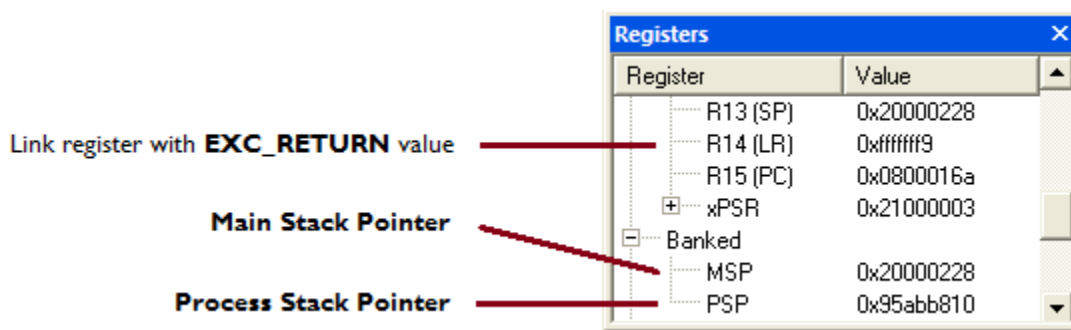 Registers
Register Value
R13 (SP) 0x20000228
Link register with EXC_RETURN value R14 (LR) 0xfffffff9
R15 (PC) 0x0800016a
xPSR 0x21000003
Main Stack Pointer
Banked
MSP 0x20000228
Process Stack Pointer PSP 0x95abb810